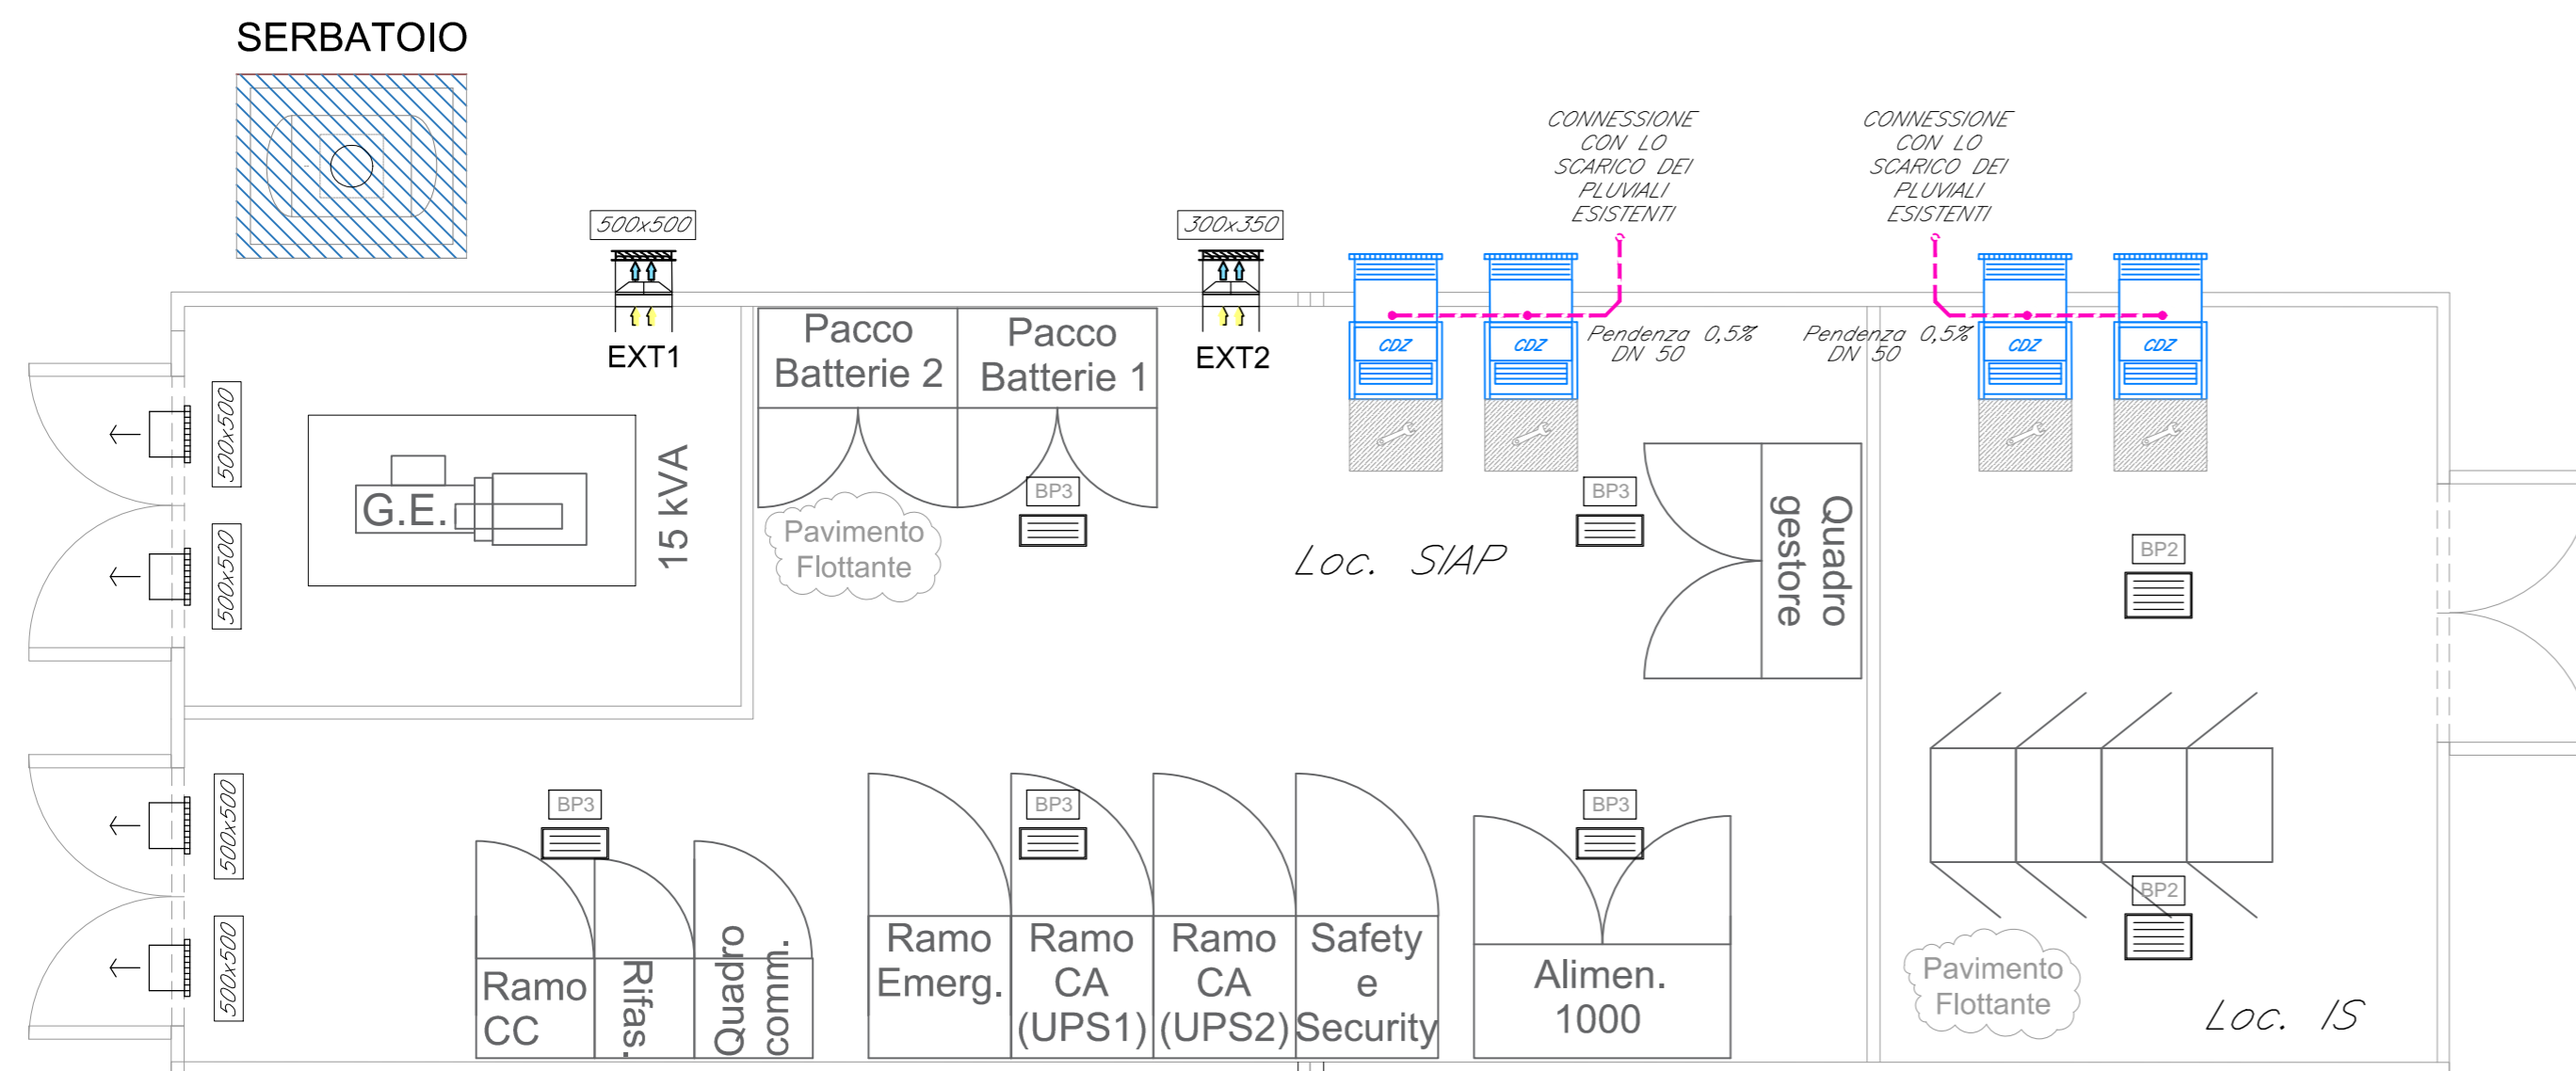 SERBATOIO
CONNESSIONE
CON LO
SCARICO DEI
PLUVIALI
ESISTENTI
CONNESSIONE
CON LO
SCARICO DEI
PLUVIALI
ESISTENTI
500x500
300x350
EXT1
EXT2
Pacco
Batterie 2
Pacco
Batterie 1
CDZ
CDZ
Pendenza 0,5%
DN 50
Pendenza 0,5%
DN 50
CDZ
CDZ
500x500
500x500
G.E.
15 kVA
Pavimento
Flottante
BP3
BP3
Loc. SIAP
Quadro
gestore
BP2
500x500
500x500
BP3
BP3
BP3
BP2
Ramo
CC
Rifas.
Quadro
comm.
Ramo
Emerg.
Ramo
CA
(UPS1)
Ramo
CA
(UPS2)
Safety
e
Security
Alimen.
1000
Pavimento
Flottante
Loc. IS